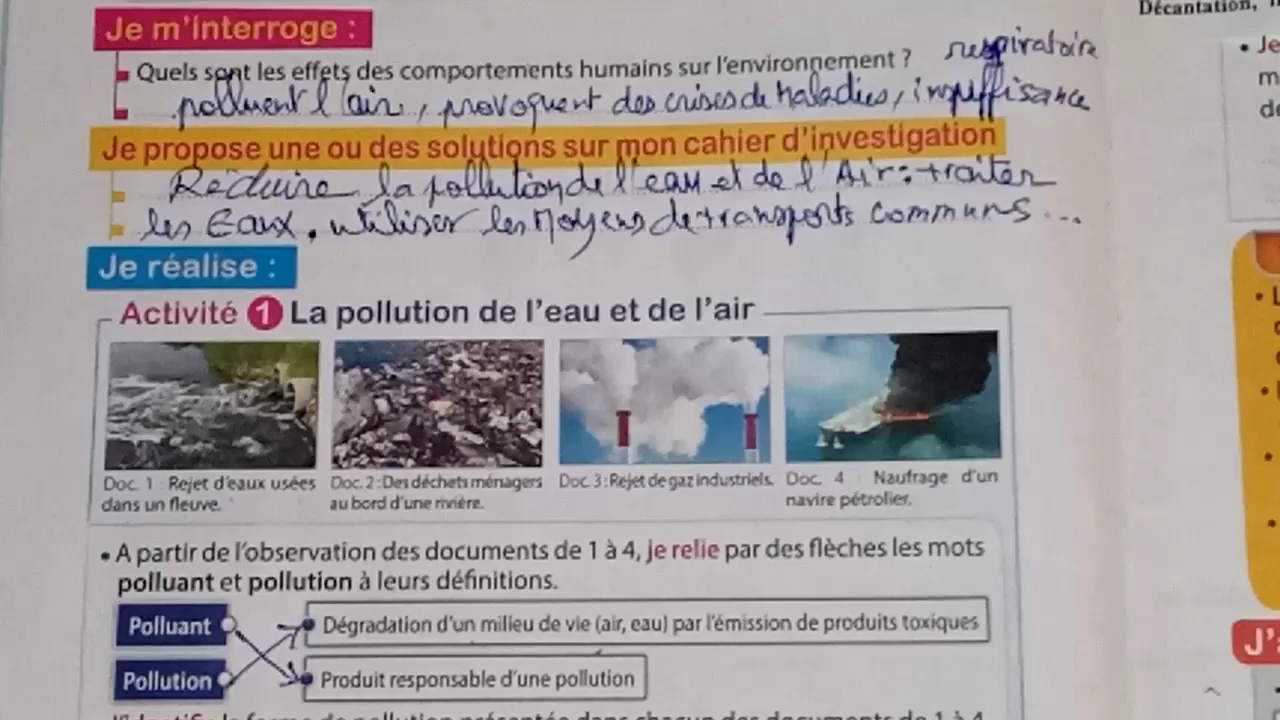 Décantation,
Je m'interroge :
• Je
Quels sont les effets des comportements humains sur l'environnement ? respiratoire
polluent l'air, provoquent des crises de maladies, insuffisance
Je propose une ou des solutions sur mon cahier d'investigation
Réduire la pollution de l'eau et de l'Air : traiter
les Eaux. utiliser les Moyens de transports communs ...
Je réalise :
Activité 1 La pollution de l'eau et de l'air
Doc. 1 : Rejet d'eaux usées
dans un fleuve.
Doc. 2 : Des déchets ménagers
au bord d'une rivière.
Doc. 3 : Rejet de gaz industriels.
Doc. 4 : Naufrage d'un
navire pétrolier.
• A partir de l'observation des documents de 1 à 4, je relie par des flèches les mots
polluant et pollution à leurs définitions.
Polluant
Dégradation d'un milieu de vie (air, eau) par l'émission de produits toxiques
Pollution
Produit responsable d'une pollution
J'